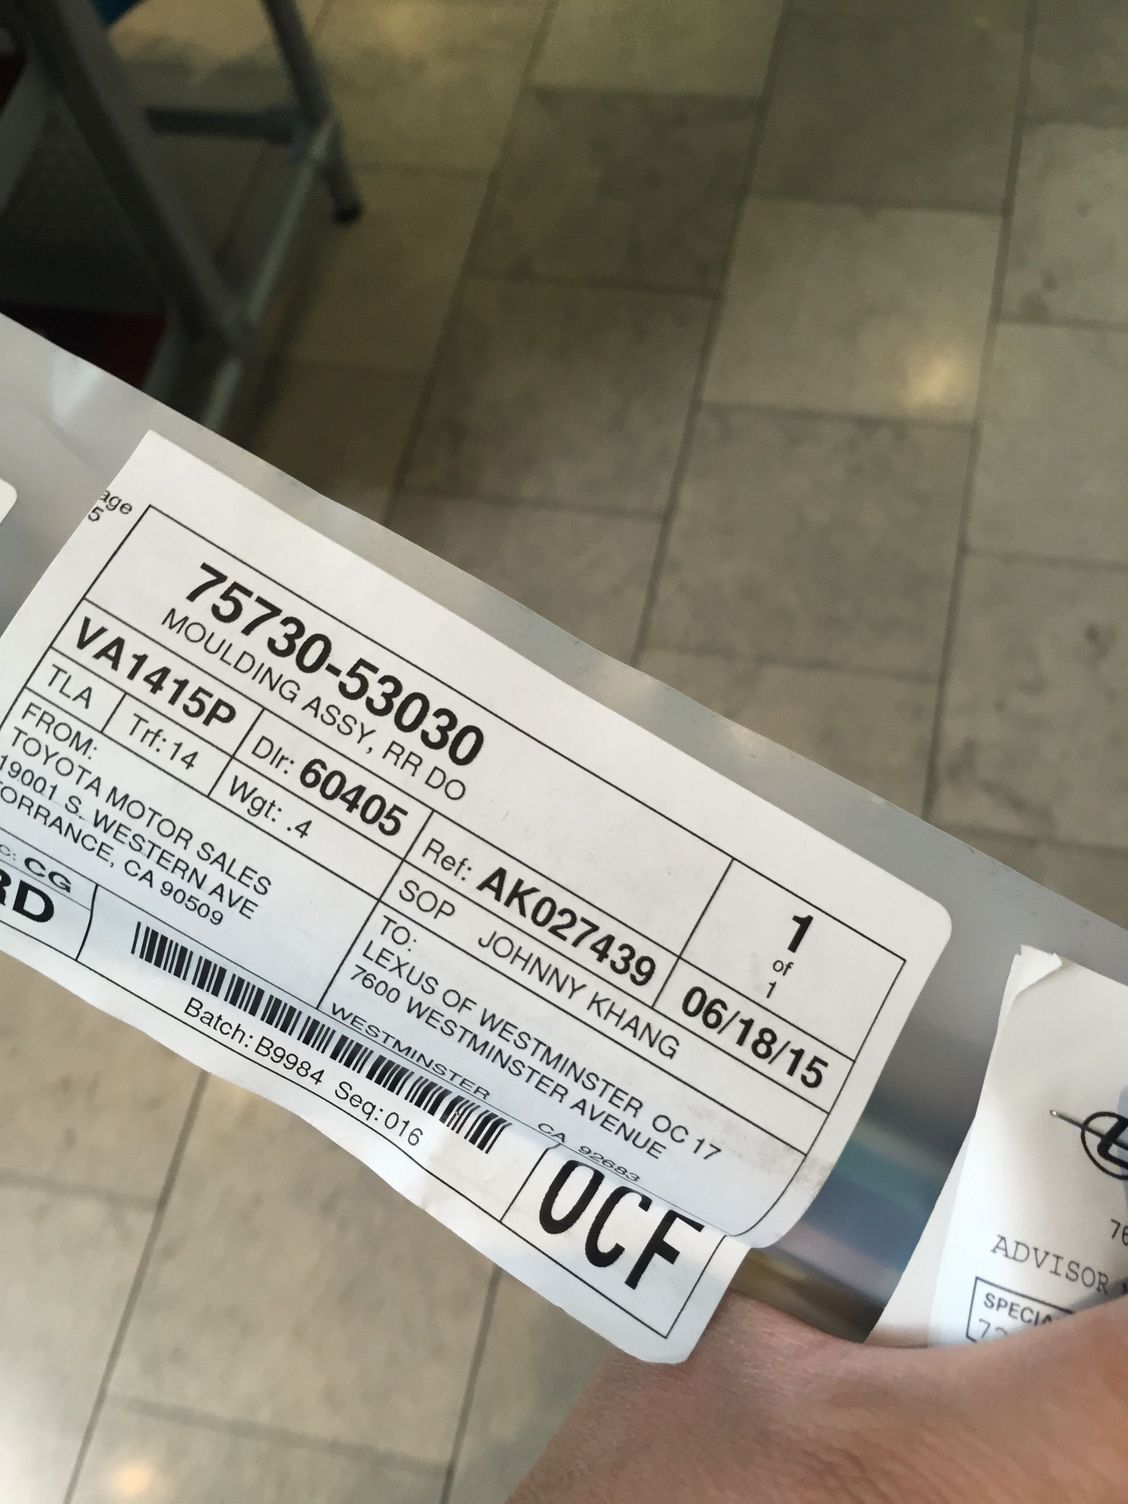 age
5
75730-53030
MOULDING ASSY, RR DO
VA1415P
Dlr: 60405
Ref: AK027439
1
of
1
TLA
Trf: 14
Wgt: .4
SOP JOHNNY KHANG
06/18/15
FROM:
TOYOTA MOTOR SALES
19001 S. WESTERN AVE
TORRANCE, CA 90509
TO:
LEXUS OF WESTMINSTER OC 17
7600 WESTMINSTER AVENUE
WESTMINSTER CA 92683
C: CG
RD
Batch: B9984 Seq: 016
OCF
76
ADVISOR
SPECIA